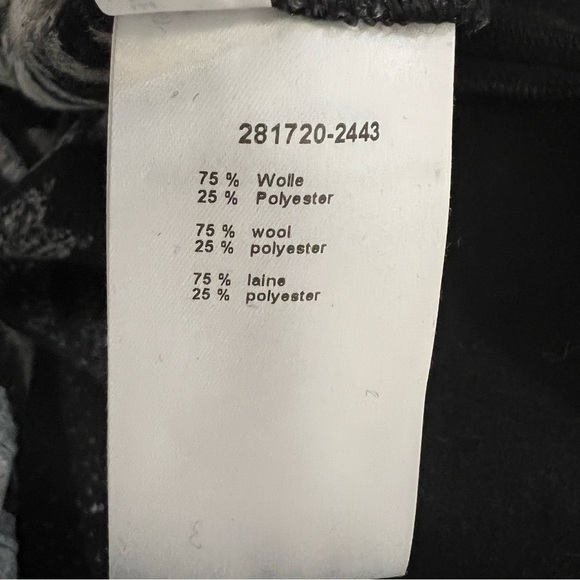 281720-2443
75 % Wolle
25 % Polyester
75 % wool
25 % polyester
75 % laine
25 % polyester